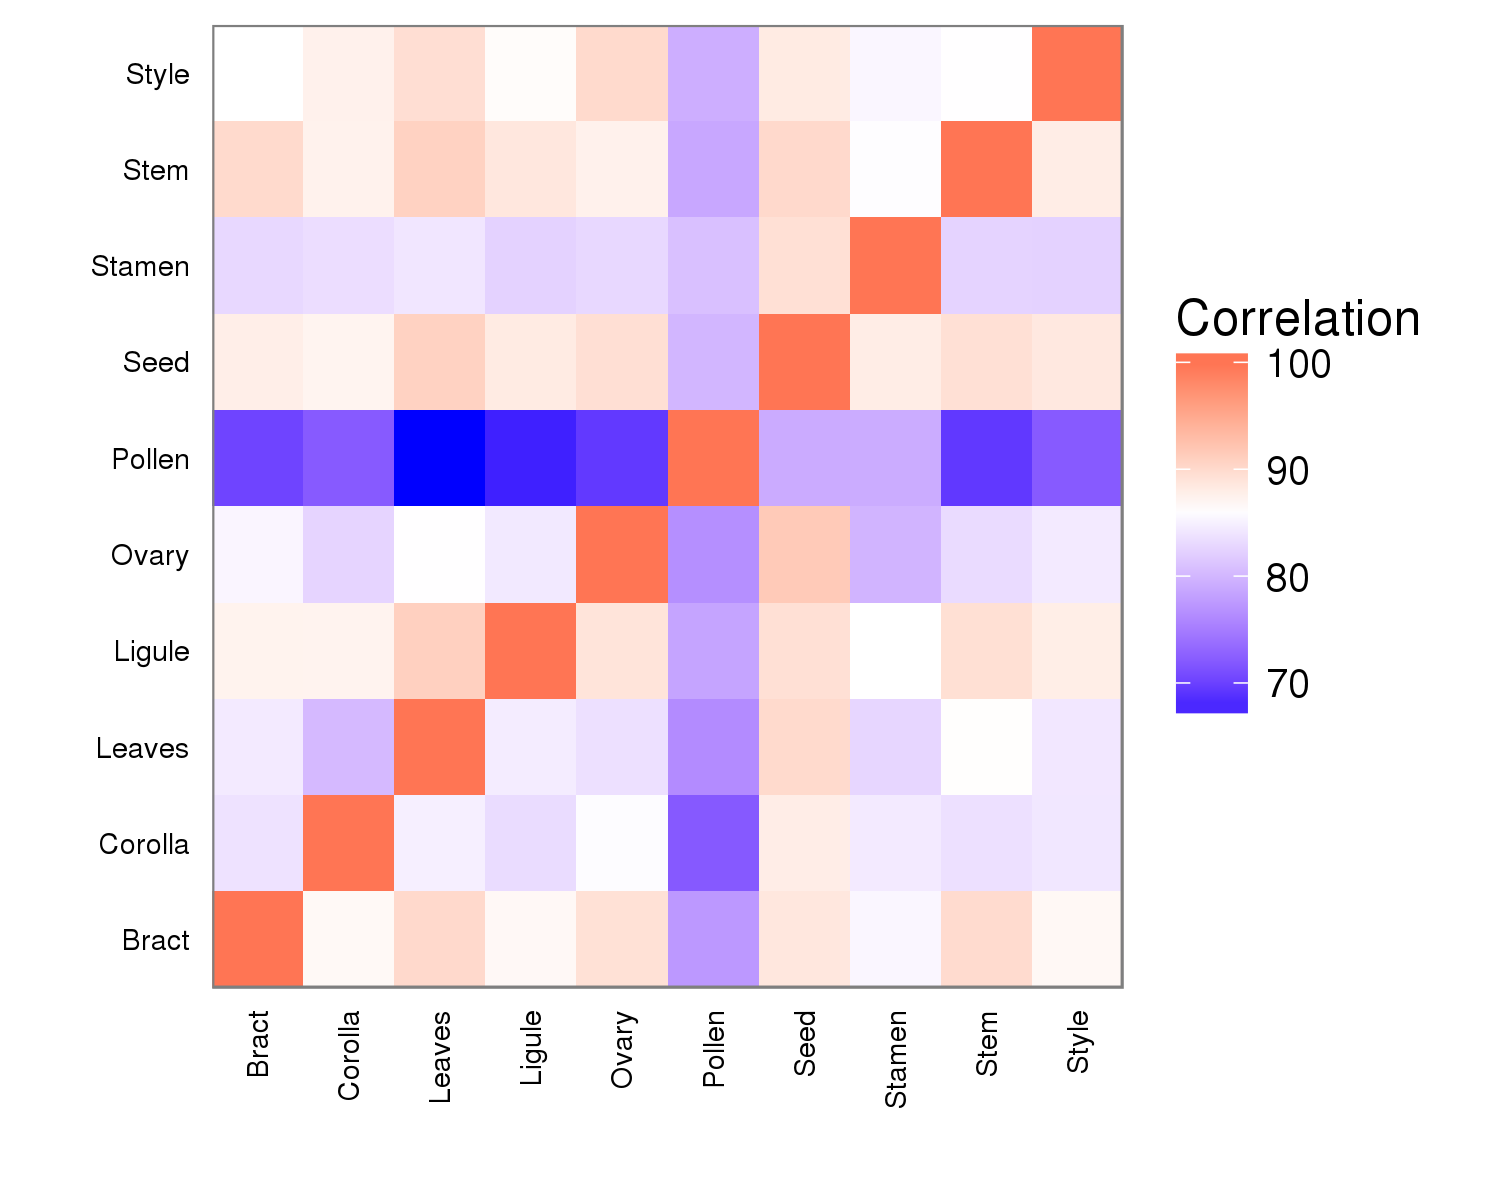 Style
Stem
Stamen
Seed
Pollen
Ovary
Ligule
Leaves
Corolla
Bract
Bract
Corolla
Leaves
Ligule
Ovary
Pollen
Seed
Stamen
Stem
Style
Correlation
100
90
80
70